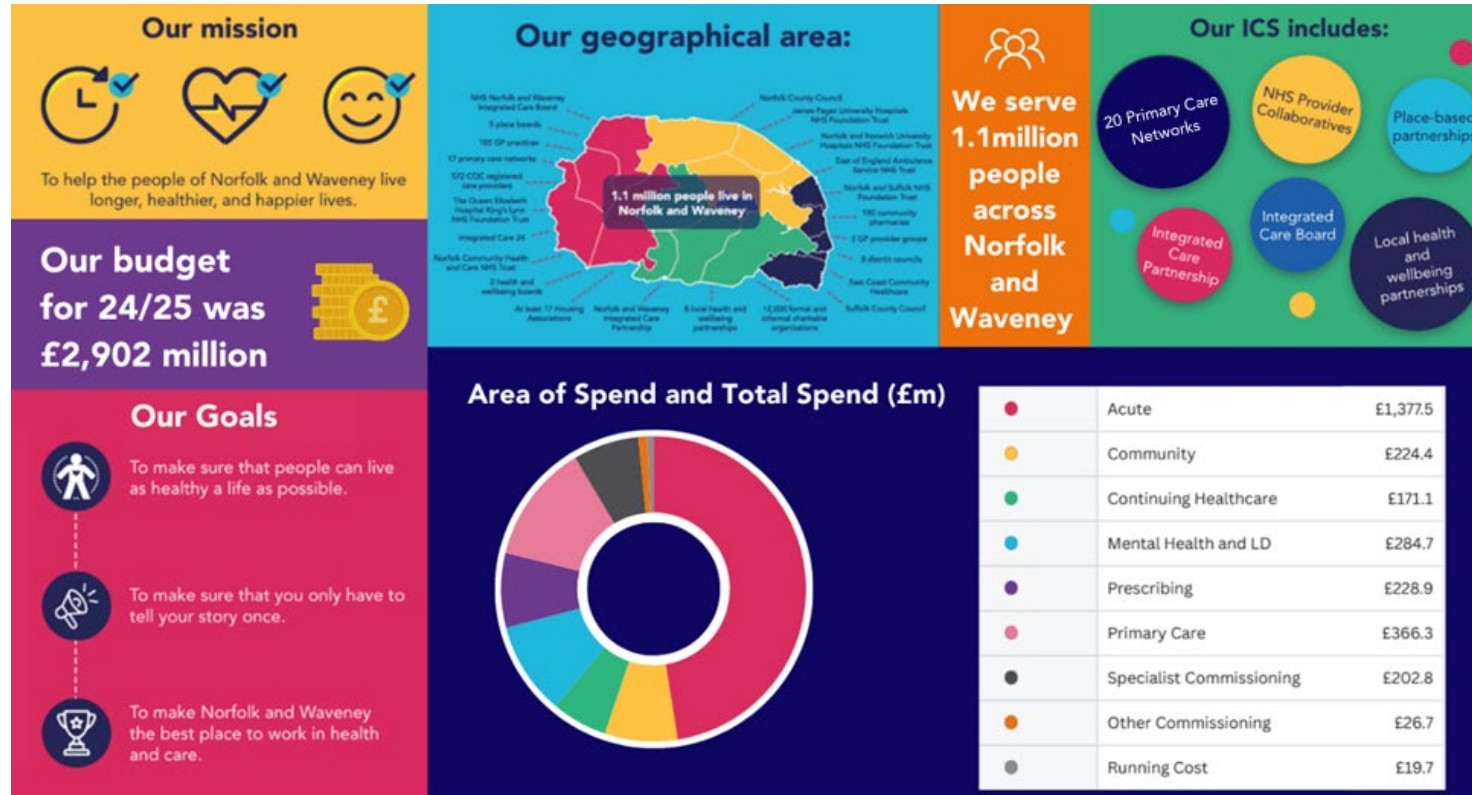 Our mission
To help the people of Norfolk and Waveney live
longer, healthier, and happier lives.
Our budget
for 24/25 was
£2,902 million
£
Our Goals
To make sure that people can live
as healthy a life as possible.
To make sure that you only have to
tell your story once.
To make Norfolk and Waveney
the best place to work in health
and care.
Our geographical area:
NHS Norfolk and Waveney
Integrated Care Board
5 place boards
105 GP practices
17 primary care networks
572 CQC registered
care providers
The Queen Elizabeth
Hospital King's Lynn
NHS Foundation Trust
Integrated Care 24
Norfolk Community Health
and Care NHS Trust
2 health and
wellbeing boards
At least 17 Housing
Associations
Norfolk and Waveney
Integrated Care
Partnership
8 local health and
wellbeing
partnerships
12,000 formal and
informal charitable
organisations
Norfolk County Council
James Paget University Hospitals
NHS Foundation Trust
Norfolk and Norwich University
Hospitals NHS Foundation Trust
East of England Ambulance
Service NHS Trust
Norfolk and Suffolk NHS
Foundation Trust
190 community
pharmacies
5 GP provider groups
8 district councils
East Coast Community
Healthcare
Suffolk County Council
1.1 million people live in
Norfolk and Waveney
We serve
1.1million
people
across
Norfolk
and
Waveney
Our ICS includes:
20 Primary Care
Networks
NHS Provider
Collaboratives
Place-based
partnerships
Integrated
Care
Partnership
Integrated
Care Board
Local health
and
wellbeing
partnerships
Area of Spend and Total Spend (£m)
Acute £1,377.5
Community £224.4
Continuing Healthcare £171.1
Mental Health and LD £284.7
Prescribing £228.9
Primary Care £366.3
Specialist Commissioning £202.8
Other Commissioning £26.7
Running Cost £19.7